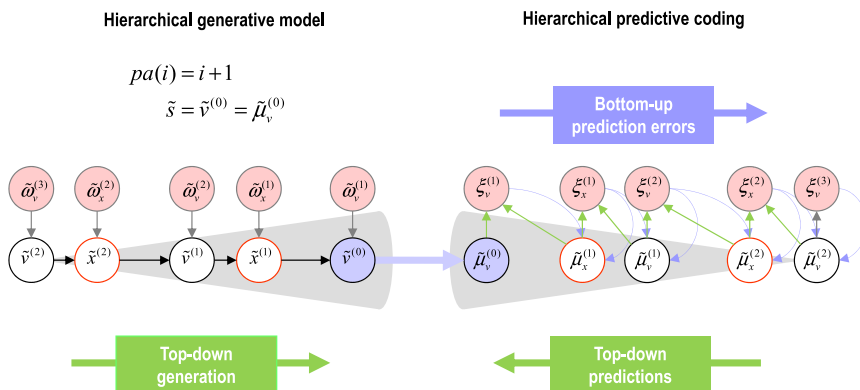 Hierarchical generative model
Hierarchical predictive coding
pa(i) = i + 1
s̃ = ṽ⁽⁰⁾ = μ̃ᵥ⁽⁰⁾
Bottom-up
prediction errors
ω̃ᵥ⁽³⁾ ω̃ₓ⁽²⁾ ω̃ᵥ⁽²⁾ ω̃ₓ⁽¹⁾ ω̃ᵥ⁽¹⁾ ξᵥ⁽¹⁾ ξₓ⁽¹⁾ ξᵥ⁽²⁾ ξₓ⁽²⁾ ξᵥ⁽³⁾
ṽ⁽²⁾ x̃⁽²⁾ ṽ⁽¹⁾ x̃⁽¹⁾ ṽ⁽⁰⁾ μ̃ᵥ⁽⁰⁾ μ̃ₓ⁽¹⁾ μ̃ᵥ⁽¹⁾ μ̃ₓ⁽²⁾ μ̃ᵥ⁽²⁾
Top-down
generation
Top-down
predictions